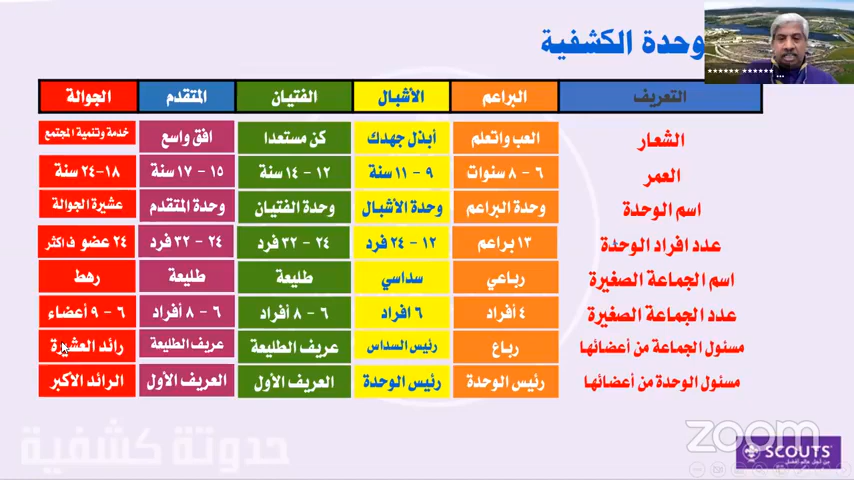 وحدة الكشفية
التعريف البراعم الأشبال الفتيان المتقدم الجوالة
الشعار العب واتعلم أبذل جهدك كن مستعدا افق واسع خدمة وتنمية المجتمع
العمر ٦ - ٨ سنوات ٩ - ١١ سنة ١٢ - ١٤ سنة ١٥ - ١٧ سنة ١٨-٢٤ سنة
اسم الوحدة وحدة البراعم وحدة الأشبال وحدة الفتيان وحدة المتقدم عشيرة الجوالة
عدد افراد الوحدة ١٣ براعم ١٢ - ٢٤ فرد ٢٤ - ٣٢ فرد ٢٤ - ٣٢ فرد ٢٤ عضو فاكثر
اسم الجماعة الصغيرة رباعي سداسي طليعة طليعة رهط
عدد الجماعة الصغيرة ٤ أفراد ٦ افراد ٦ - ٨ أفراد ٦ - ٨ أفراد ٦ - ٩ أعضاء
مسئول الجماعة من أعضائها رباع رئيس السداس عريف الطليعة عريف الطليعة رائد العشيرة
مسئول الوحدة من أعضائها رئيس الوحدة رئيس الوحدة العريف الأول العريف الأول الرائد الأكبر
حدوتة كشفية
zoom
SCOUTS
من أجل عالم أفضل